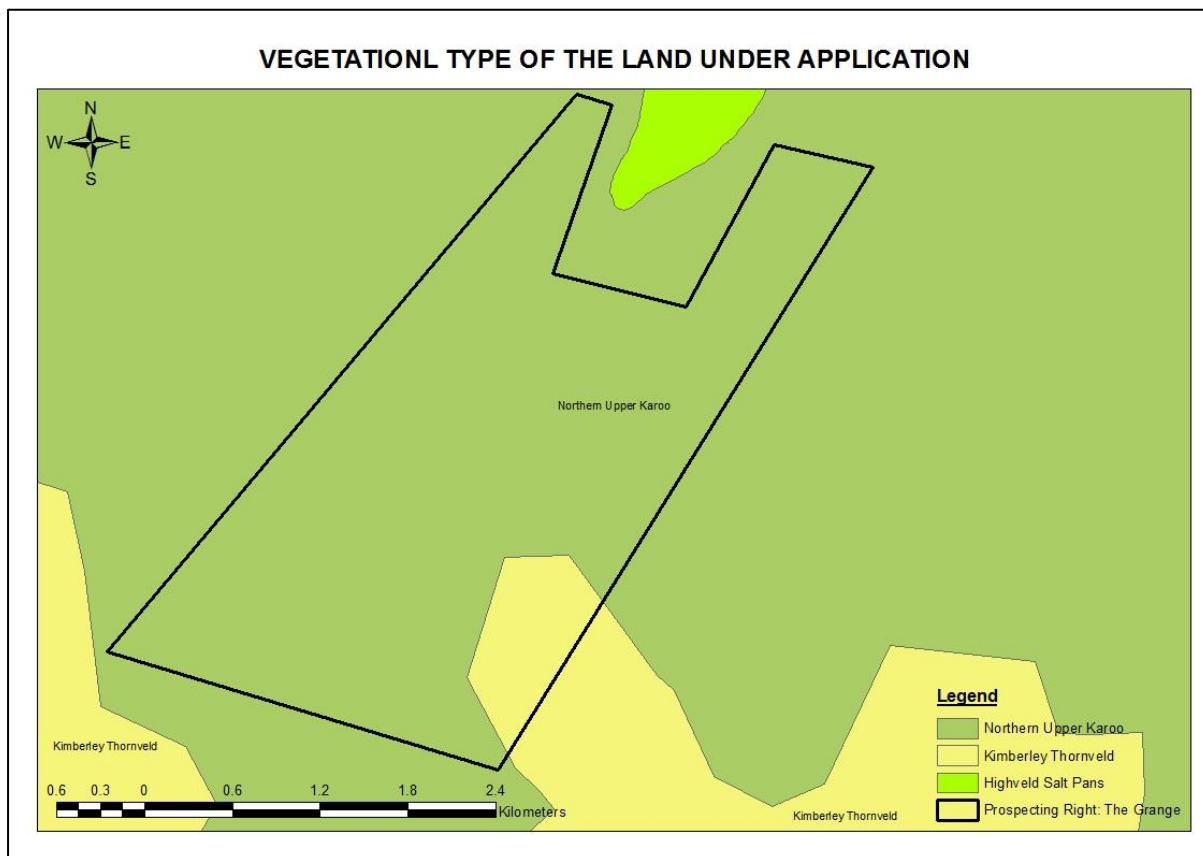 VEGETATIONL TYPE OF THE LAND UNDER APPLICATION
N
W E
S
Northern Upper Karoo
Kimberley Thornveld
Legend
Northern Upper Karoo
Kimberley Thornveld
Highveld Salt Pans
Prospecting Right: The Grange
0.6 0.3 0 0.6 1.2 1.8 2.4
Kilometers
Kimberley Thornveld